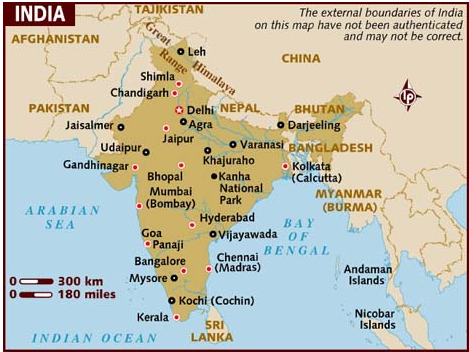 INDIA
TAJIKISTAN
The external boundaries of India
on this map have not been authenticated
and may not be correct.
AFGHANISTAN
Great
Himalaya
Range
Leh
CHINA
Shimla
Chandigarh
PAKISTAN
Delhi
NEPAL
BHUTAN
LP
Jaisalmer
Agra
Darjeeling
Jaipur
Varanasi
BANGLADESH
Udaipur
Khajuraho
Gandhinagar
Bhopal
Kanha
National
Park
Kolkata
(Calcutta)
Mumbai
(Bombay)
MYANMAR
(BURMA)
ARABIAN
SEA
Hyderabad
BAY
OF
BENGAL
Goa
Panaji
Vijayawada
Bangalore
Chennai
(Madras)
0 300 km
0 180 miles
Mysore
Andaman
Islands
Kochi (Cochin)
Kerala
SRI
LANKA
Nicobar
Islands
INDIAN OCEAN